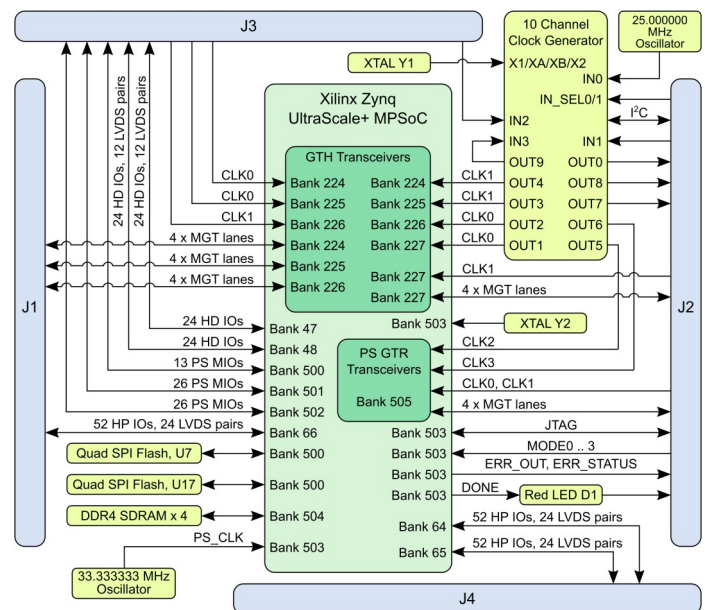 J3
10 Channel
Clock Generator
25.000000
MHz
Oscillator
XTAL Y1
X1/XA/XB/X2
IN0
IN_SEL0/1
I²C
IN2
IN1
IN3
OUT9
OUT0
OUT4
OUT8
OUT3
OUT7
OUT2
OUT6
OUT1
OUT5
24 HD IOs, 12 LVDS pairs
24 HD IOs, 12 LVDS pairs
Xilinx Zynq
UltraScale+ MPSoC
GTH Transceivers
CLK0
Bank 224
Bank 224
CLK1
CLK0
Bank 225
Bank 225
CLK1
CLK1
Bank 226
Bank 226
CLK0
4 x MGT lanes
Bank 224
Bank 227
CLK0
4 x MGT lanes
Bank 225
Bank 227
CLK1
4 x MGT lanes
Bank 226
Bank 227
4 x MGT lanes
J1
J2
24 HD IOs
Bank 47
Bank 503
XTAL Y2
24 HD IOs
Bank 48
PS GTR
Transceivers
CLK2
13 PS MIOs
Bank 500
CLK3
26 PS MIOs
Bank 501
CLK0, CLK1
26 PS MIOs
Bank 502
Bank 505
4 x MGT lanes
52 HP IOs, 24 LVDS pairs
Bank 66
Bank 503
JTAG
Quad SPI Flash, U7
Bank 500
Bank 503
MODE0 .. 3
Bank 503
ERR_OUT, ERR_STATUS
Quad SPI Flash, U17
Bank 500
Bank 503
DONE
Red LED D1
DDR4 SDRAM x 4
Bank 504
Bank 64
52 HP IOs, 24 LVDS pairs
PS_CLK
Bank 503
Bank 65
52 HP IOs, 24 LVDS pairs
33.333333 MHz
Oscillator
J4